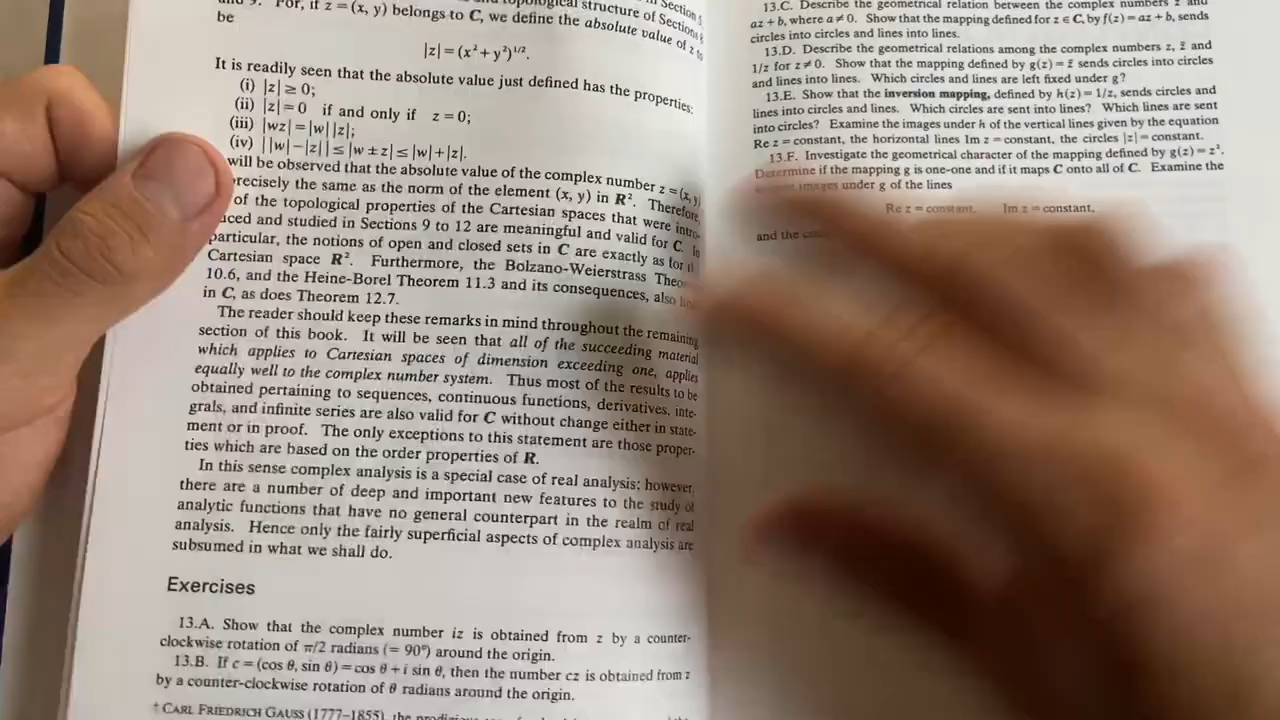 in Section
and topological structure of Sections 8
and 9. For, if z = (x, y) belongs to C, we define the absolute value of z to
be
|z| = (x² + y²)^{1/2}.
It is readily seen that the absolute value just defined has the properties:
(i) |z| ≥ 0;
(ii) |z| = 0 if and only if z = 0;
(iii) |wz| = |w| |z|;
(iv) | |w| − |z| | ≤ |w ± z| ≤ |w| + |z|.
will be observed that the absolute value of the complex number z = (x, y)
precisely the same as the norm of the element (x, y) in R². Therefore,
of the topological properties of the Cartesian spaces that were intro-
duced and studied in Sections 9 to 12 are meaningful and valid for C. In
particular, the notions of open and closed sets in C are exactly as for
Cartesian space R². Furthermore, the Bolzano-Weierstrass
10.6, and the Heine-Borel Theorem 11.3 and its consequences, also
in C, as does Theorem 12.7.
The reader should keep these remarks in mind throughout the remaining
section of this book. It will be seen that all of the succeeding material
which applies to Cartesian spaces of dimension exceeding one, applies
equally well to the complex number system. Thus most of the results to be
obtained pertaining to sequences, continuous functions, derivatives, inte-
grals, and infinite series are also valid for C without change either in state-
ment or in proof. The only exceptions to this statement are those proper-
ties which are based on the order properties of R.
In this sense complex analysis is a special case of real analysis; however,
there are a number of deep and important new features to the study of
analytic functions that have no general counterpart in the realm of real
analysis. Hence only the fairly superficial aspects of complex analysis are
subsumed in what we shall do.
Exercises
13.A. Show that the complex number iz is obtained from z by a counter-
clockwise rotation of π/2 radians (= 90°) around the origin.
13.B. If c = (cos θ, sin θ) = cos θ + i sin θ, then the number cz is obtained from z
by a counter-clockwise rotation of θ radians around the origin.
† CARL FRIEDRICH GAUSS (1777–1855), the
13.C. Describe the geometrical relation between the complex numbers z and
az + b, where a ≠ 0. Show that the mapping defined for z ∈ C, by f(z) = az + b, sends
circles into circles and lines into lines.
13.D. Describe the geometrical relations among the complex numbers z, z̄ and
1/z for z ≠ 0. Show that the mapping defined by g(z) = z̄ sends circles into circles
and lines into lines. Which circles and lines are left fixed under g?
13.E. Show that the inversion mapping, defined by h(z) = 1/z, sends circles and
lines into circles and lines. Which circles are sent into lines? Which lines are sent
into circles? Examine the images under h of the vertical lines given by the equation
Re z = constant, the horizontal lines Im z = constant, the circles |z| = constant.
13.F. Investigate the geometrical character of the mapping defined by g(z) = z².
Determine if the mapping g is one-one and if it maps C onto all of C. Examine the
images under g of the lines
Re z = constant, Im z = constant,
and the